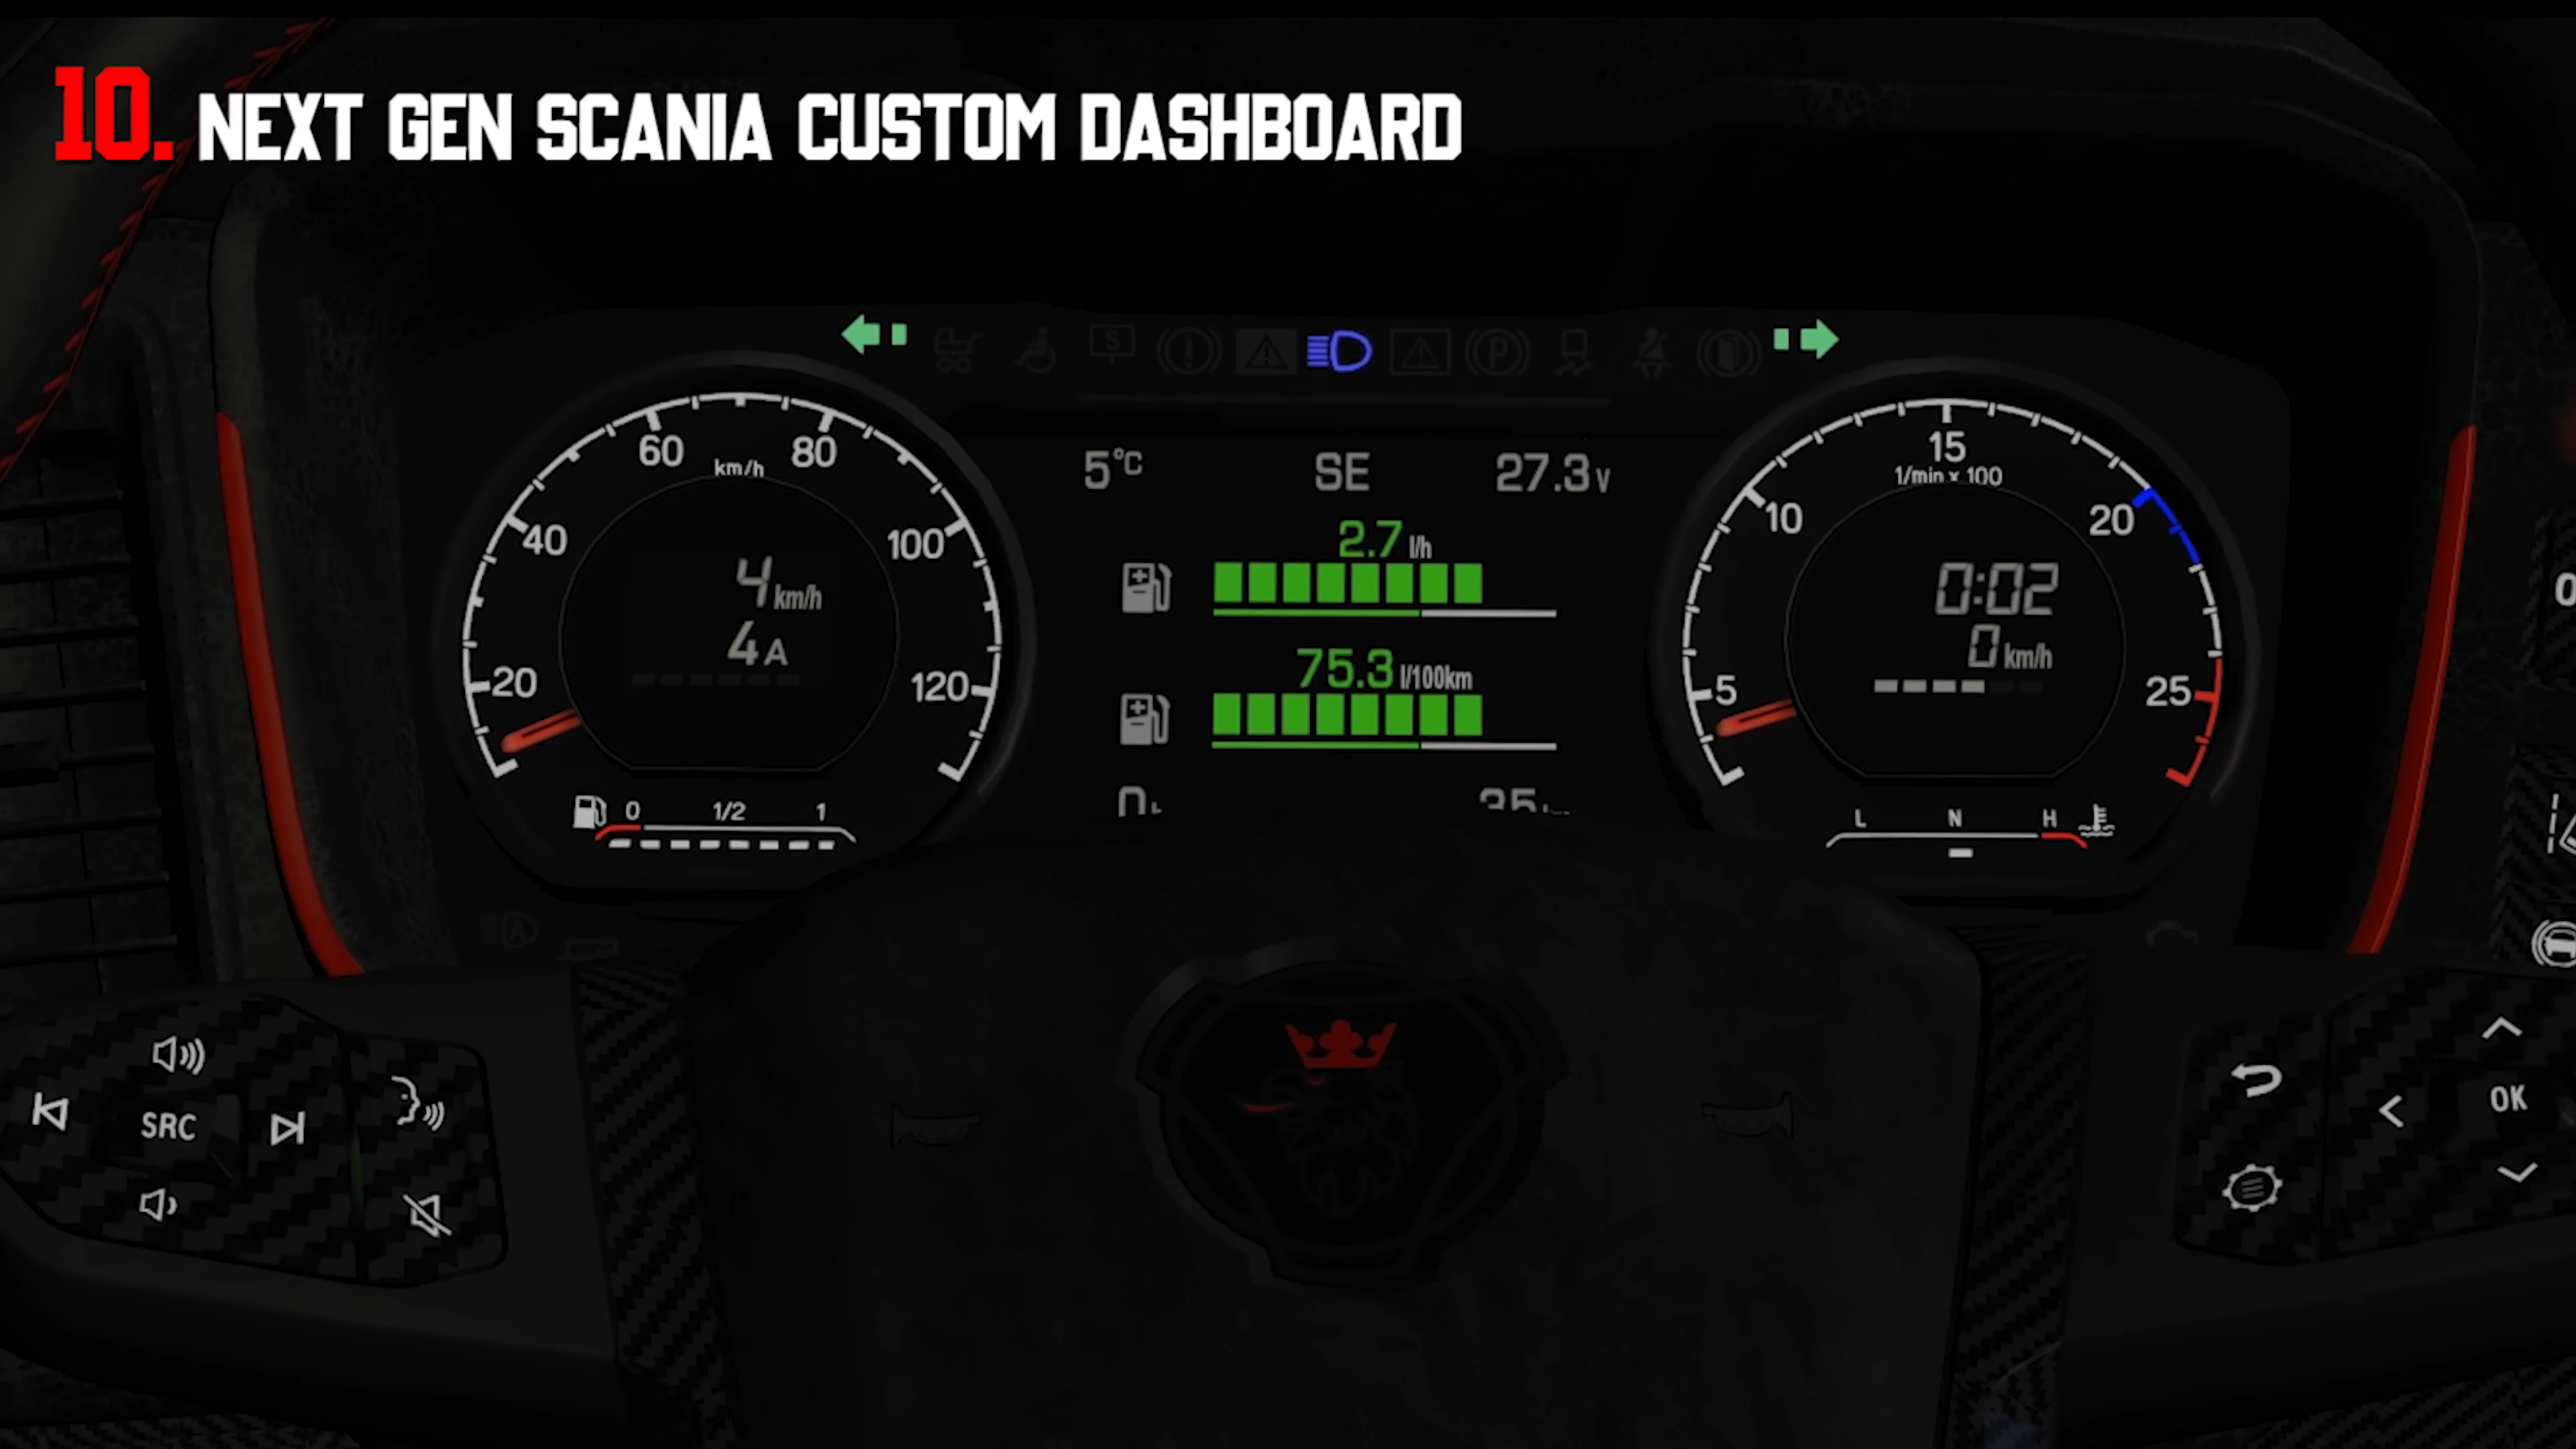 10. NEXT GEN SCANIA CUSTOM DASHBOARD
S
P
60
km/h
80
40
100
20
120
4 km/h
4 A
0 1/2 1
5°C SE 27.3 V
2.7 l/h
75.3 l/100km
15
1/min x 100
10
20
5
25
0:02
0 km/h
L N H
A
SRC
OK